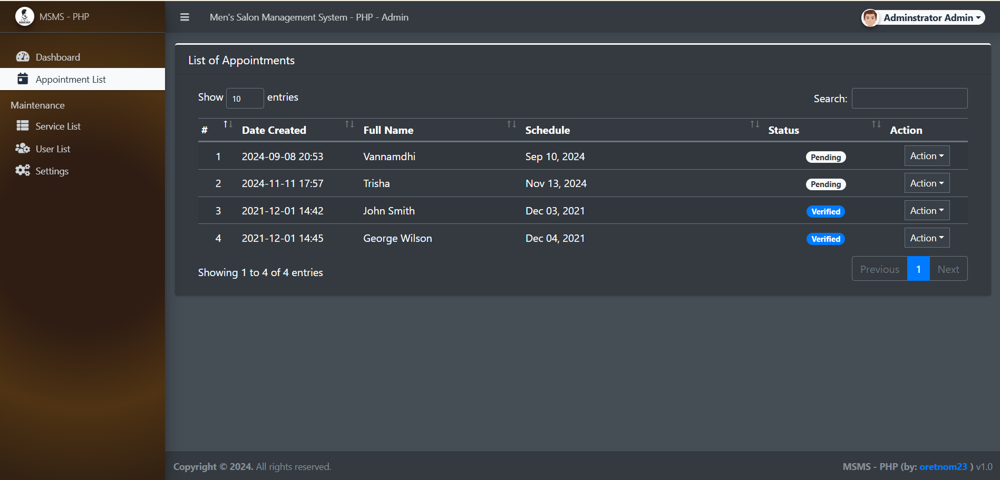 MSMS - PHP
Men's Salon Management System - PHP - Admin
Adminstrator Admin
Dashboard
Appointment List
Maintenance
Service List
User List
Settings
List of Appointments
Show 10 entries
Search:
# Date Created Full Name Schedule Status Action
1 2024-09-08 20:53 Vannamdhi Sep 10, 2024 Pending Action
2 2024-11-11 17:57 Trisha Nov 13, 2024 Pending Action
3 2021-12-01 14:42 John Smith Dec 03, 2021 Verified Action
4 2021-12-01 14:45 George Wilson Dec 04, 2021 Verified Action
Showing 1 to 4 of 4 entries
Previous 1 Next
Copyright © 2024. All rights reserved.
MSMS - PHP (by: oretnom23 ) v1.0